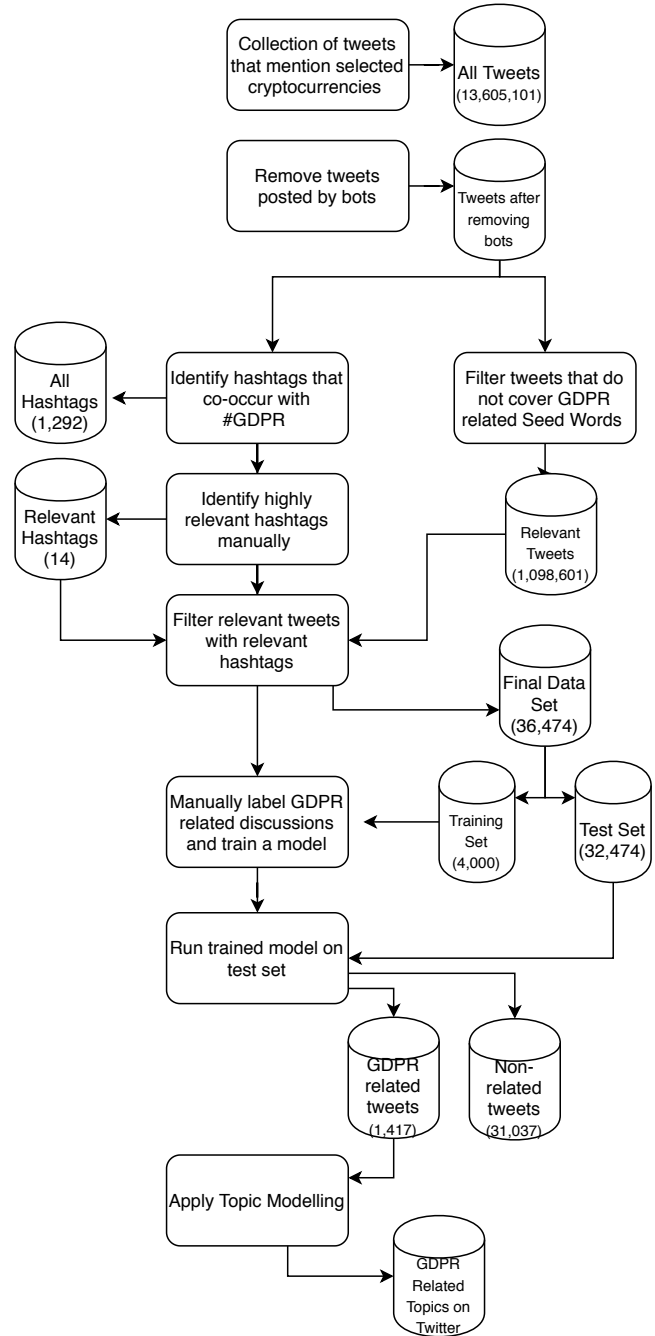 Collection of tweets
that mention selected
cryptocurrencies
All Tweets
(13,605,101)
Remove tweets
posted by bots
Tweets after
removing
bots
All
Hashtags
(1,292)
Identify hashtags that
co-occur with
#GDPR
Filter tweets that do
not cover GDPR
related Seed Words
Relevant
Hashtags
(14)
Identify highly
relevant hashtags
manually
Relevant
Tweets
(1,098,601)
Filter relevant tweets
with relevant
hashtags
Final Data
Set
(36,474)
Manually label GDPR
related discussions
and train a model
Training
Set
(4,000)
Test Set
(32,474)
Run trained model on
test set
GDPR
related
tweets
(1,417)
Non-
related
tweets
(31,037)
Apply Topic Modelling
GDPR
Related
Topics on
Twitter